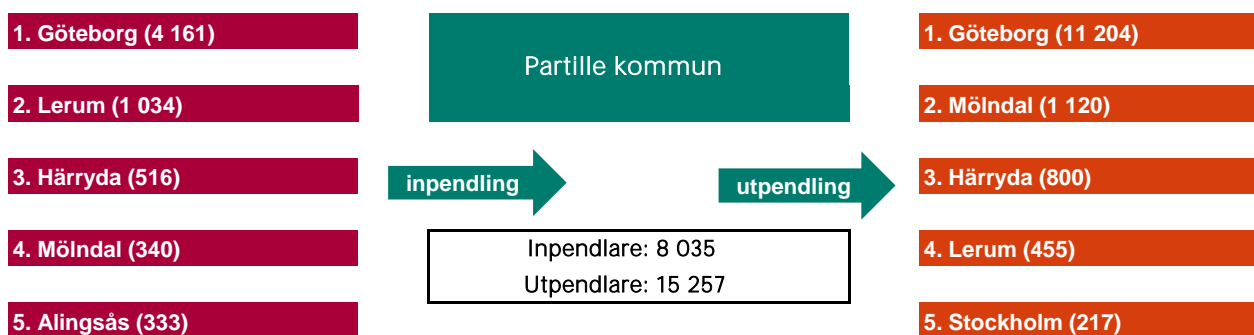 1. Göteborg (4 161)
2. Lerum (1 034)
3. Härryda (516)
4. Mölndal (340)
5. Alingsås (333)
Partille kommun
inpendling
utpendling
Inpendlare: 8 035
Utpendlare: 15 257
1. Göteborg (11 204)
2. Mölndal (1 120)
3. Härryda (800)
4. Lerum (455)
5. Stockholm (217)